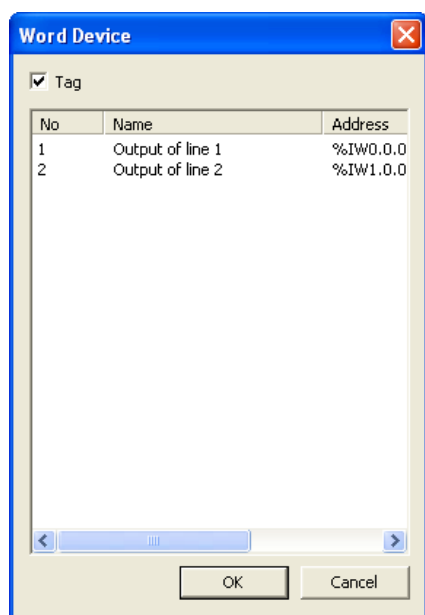 Word Device
Tag
No Name Address
1 Output of line 1 %IW0.0.0
2 Output of line 2 %IW1.0.0
OK Cancel